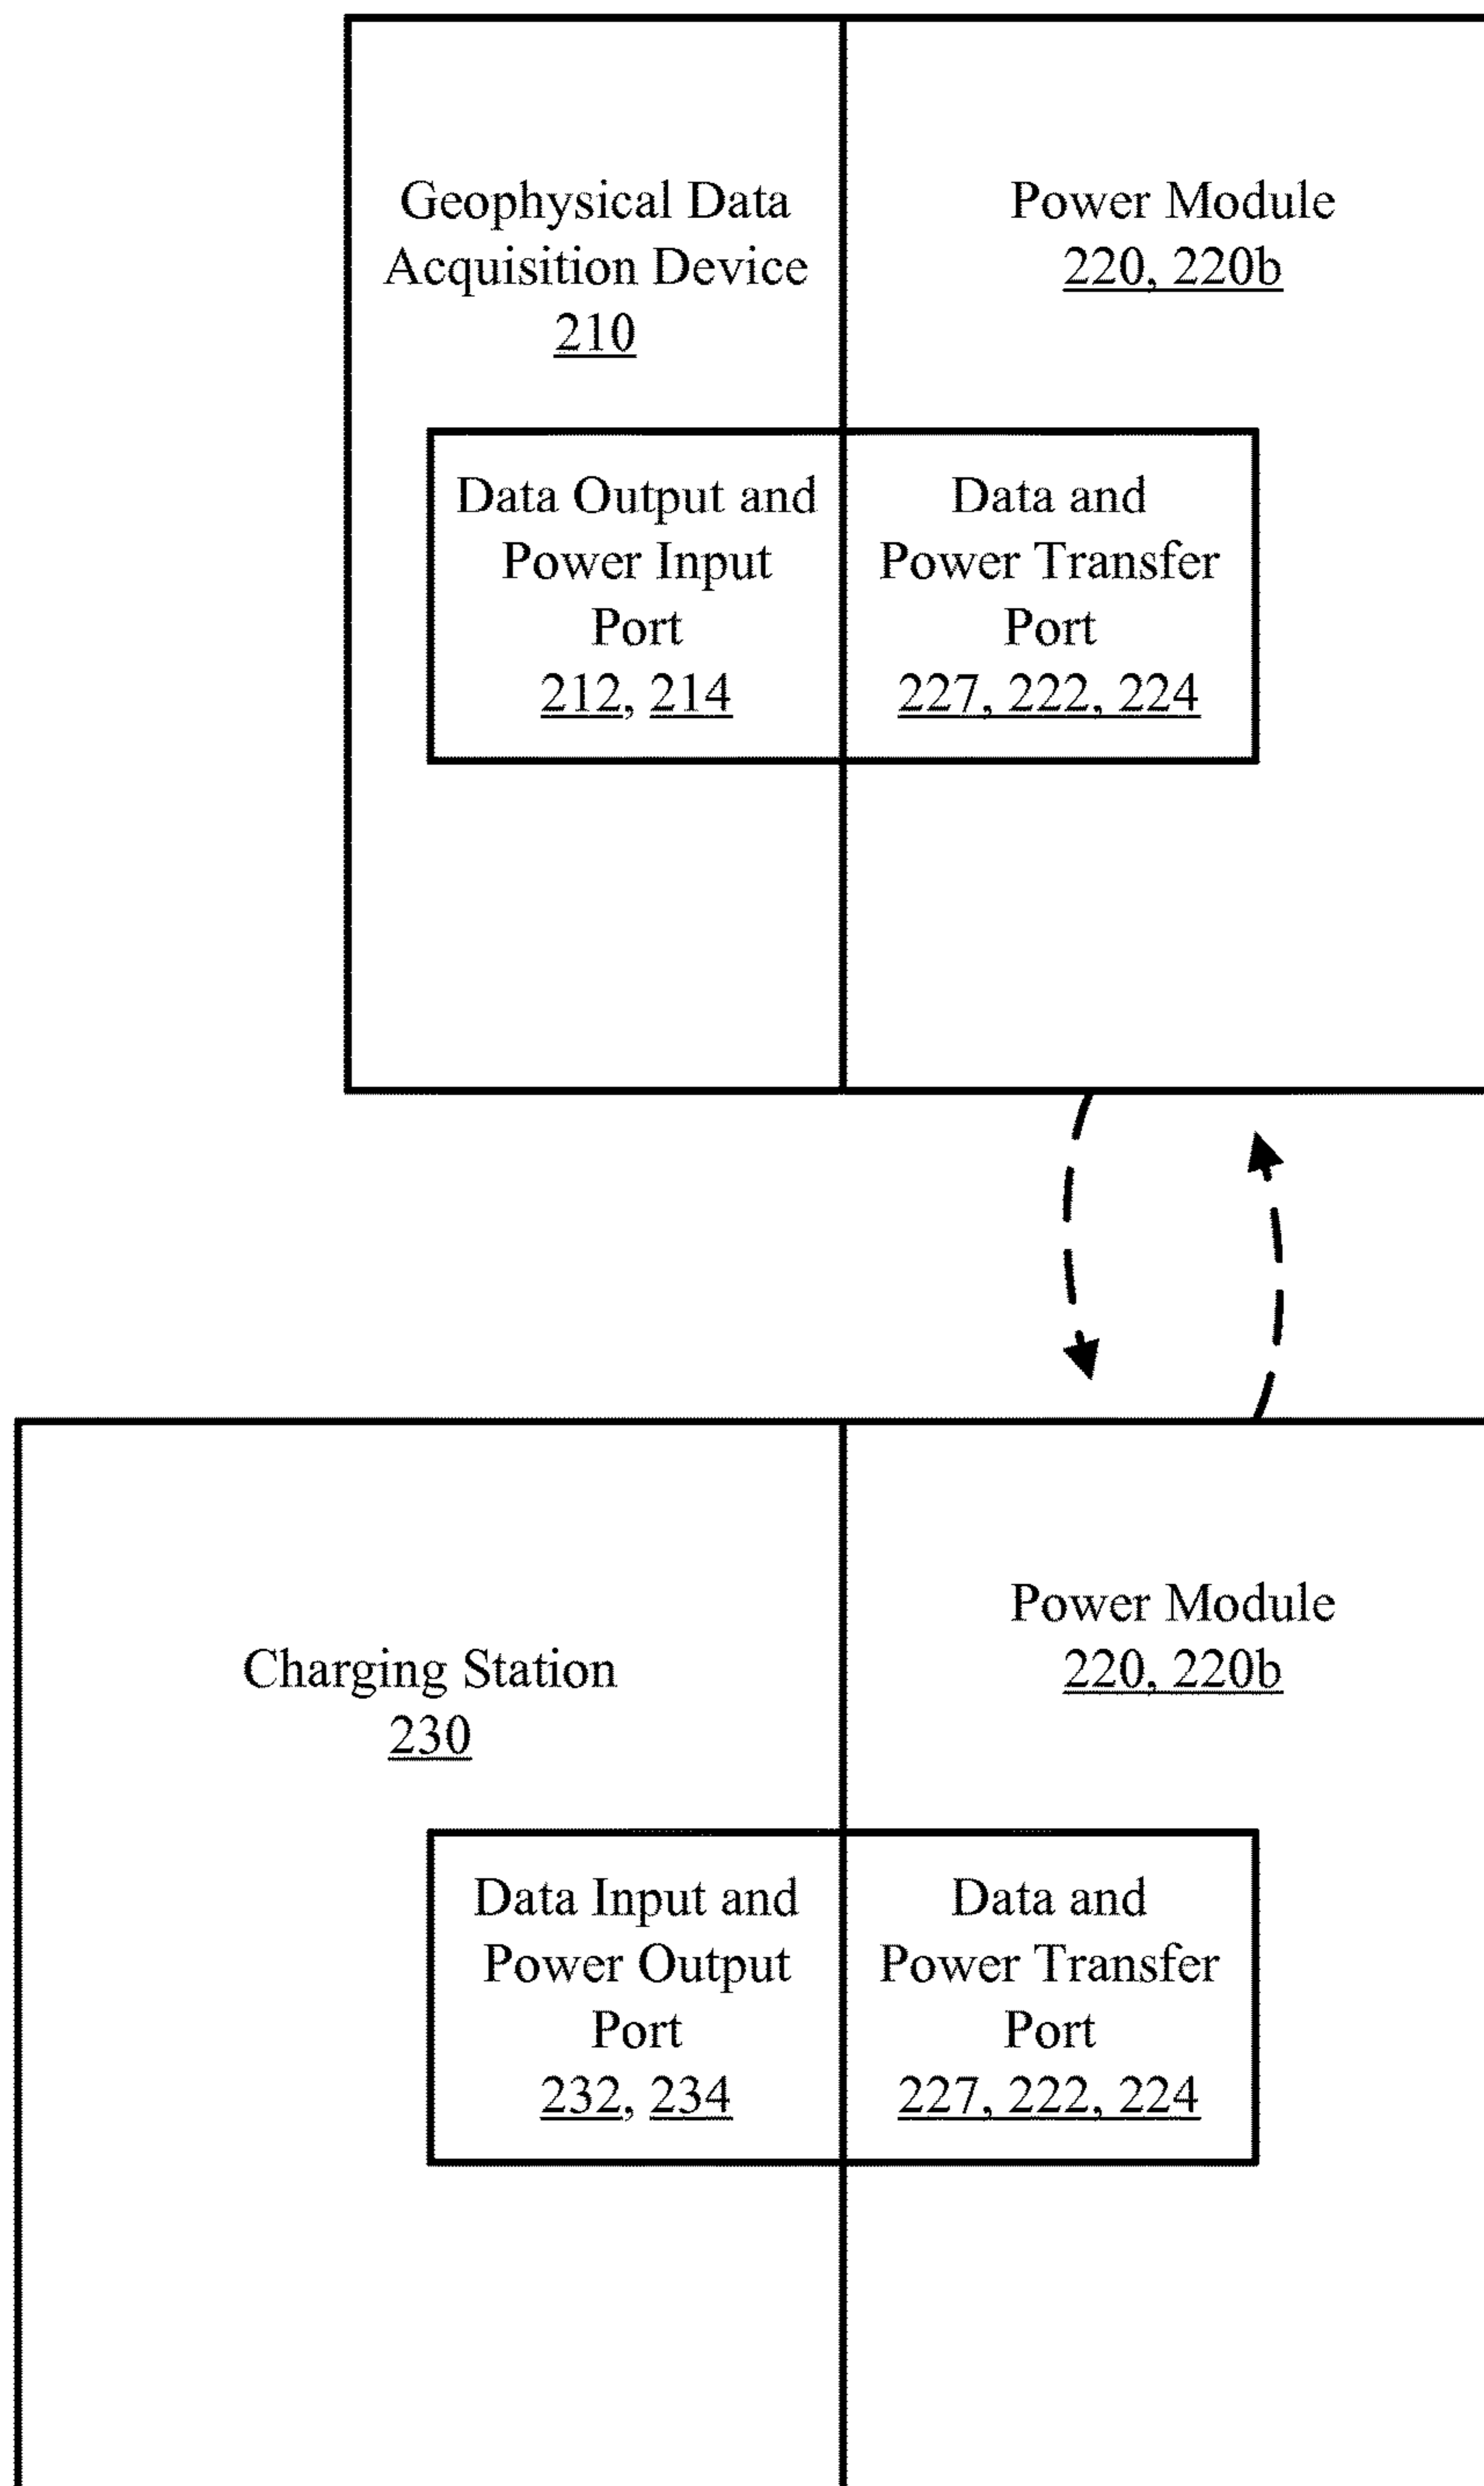 Geophysical Data
Acquisition Device
210
Power Module
220, 220b
Data Output and
Power Input
Port
212, 214
Data and
Power Transfer
Port
227, 222, 224
Charging Station
230
Power Module
220, 220b
Data Input and
Power Output
Port
232, 234
Data and
Power Transfer
Port
227, 222, 224